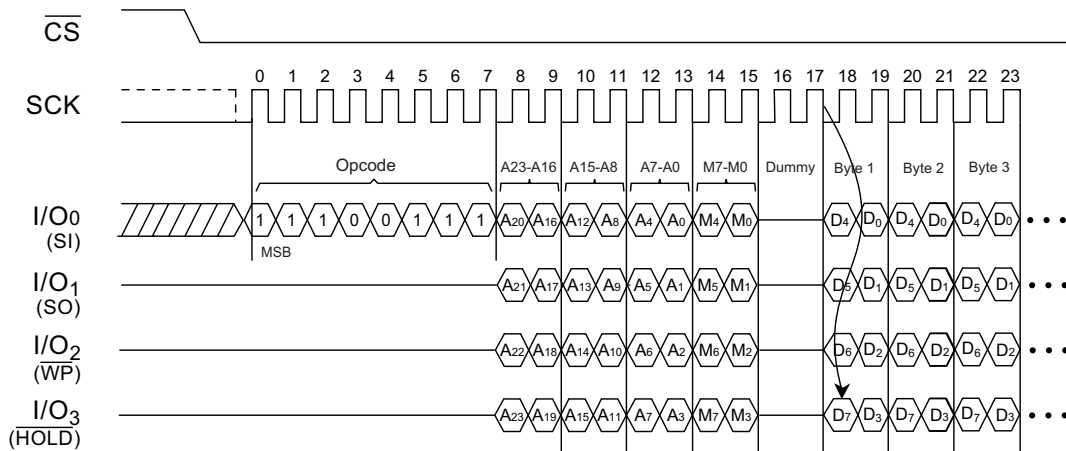 CS
0 1 2 3 4 5 6 7 8 9 10 11 12 13 14 15 16 17 18 19 20 21 22 23
SCK
Opcode A23-A16 A15-A8 A7-A0 M7-M0 Dummy Byte 1 Byte 2 Byte 3
I/O0 1 1 1 0 0 1 1 1 A20 A16 A12 A8 A4 A0 M4 M0 D4 D0 D4 D0 D4 D0
(SI)
MSB
I/O1 A21 A17 A13 A9 A5 A1 M5 M1 D5 D1 D5 D1 D5 D1
(SO)
I/O2 A22 A18 A14 A10 A6 A2 M6 M2 D6 D2 D6 D2 D6 D2
(WP)
I/O3 A23 A19 A15 A11 A7 A3 M7 M3 D7 D3 D7 D3 D7 D3
(HOLD)